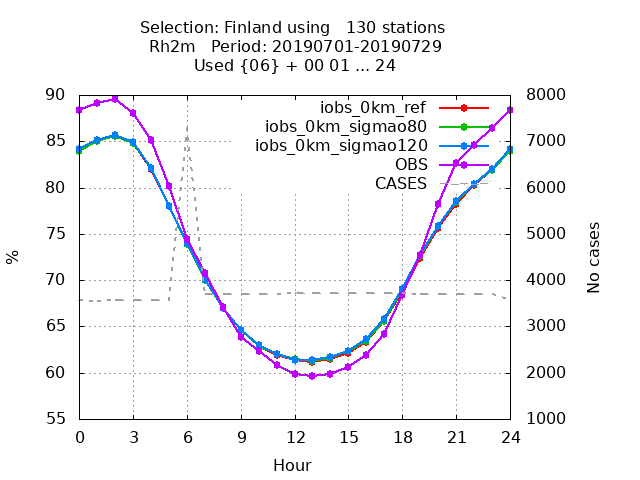 Selection: Finland using   130 stations
Rh2m   Period: 20190701-20190729
Used {06} + 00 01 ... 24
iobs_0km_ref
iobs_0km_sigmao80
iobs_0km_sigmao120
OBS
CASES
90
85
80
75
70
65
60
55
%
8000
7000
6000
5000
4000
3000
2000
1000
No cases
0 3 6 9 12 15 18 21 24
Hour